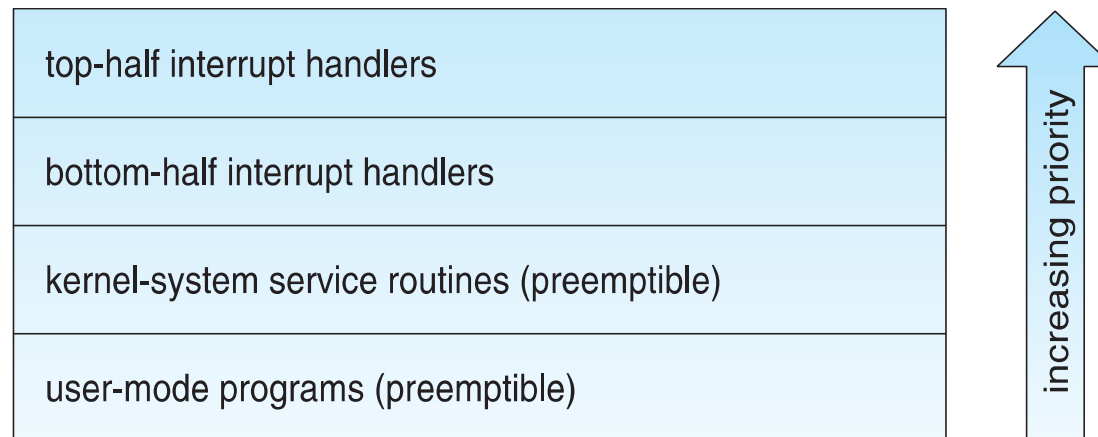 top-half interrupt handlers
bottom-half interrupt handlers
kernel-system service routines (preemptible)
user-mode programs (preemptible)
increasing priority